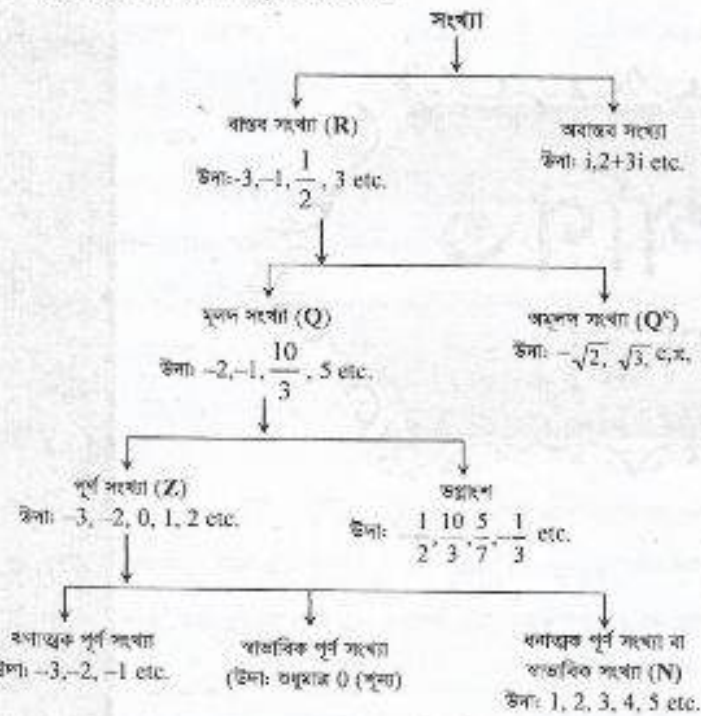 সংখ্যা
বাস্তব সংখ্যা (R)
উদা:-3,-1, 1/2 , 3 etc.
অবাস্তব সংখ্যা
উদা: i,2+3i etc.
মূলদ সংখ্যা (Q)
উদা: -2,-1, 10/3 , 5 etc.
অমূলদ সংখ্যা (Q')
উদা: -√2, √3, e,π,
পূর্ণ সংখ্যা (Z)
উদা: -3, -2, 0, 1, 2 etc.
ভগ্নাংশ
উদা: -1/2, 10/3, 5/7, -1/3 etc.
ঋণাত্মক পূর্ণ সংখ্যা
উদা: -3,-2, -1 etc.
স্বাভাবিক পূর্ণ সংখ্যা
(উদা: শুধুমাত্র 0 (শূন্য)
ধনাত্মক পূর্ণ সংখ্যা বা
স্বাভাবিক সংখ্যা (N)
উদা: 1, 2, 3, 4, 5 etc.